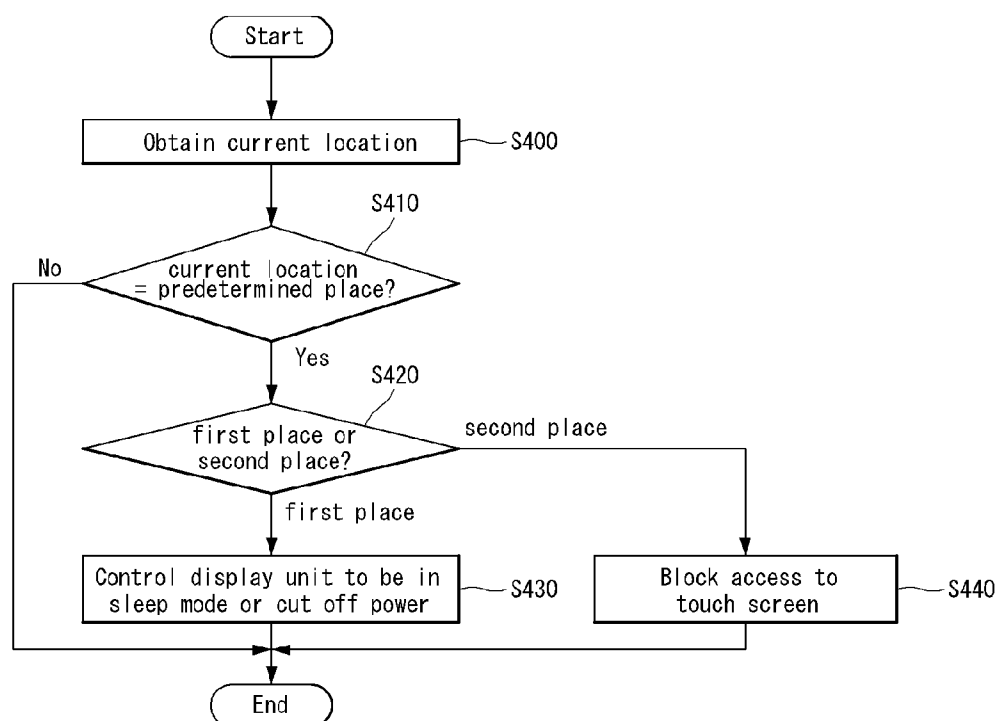 Start
Obtain current location
S400
S410
No
current location
= predetermined place?
Yes
S420
first place or
second place?
second place
first place
Control display unit to be in
sleep mode or cut off power
S430
Block access to
touch screen
S440
End